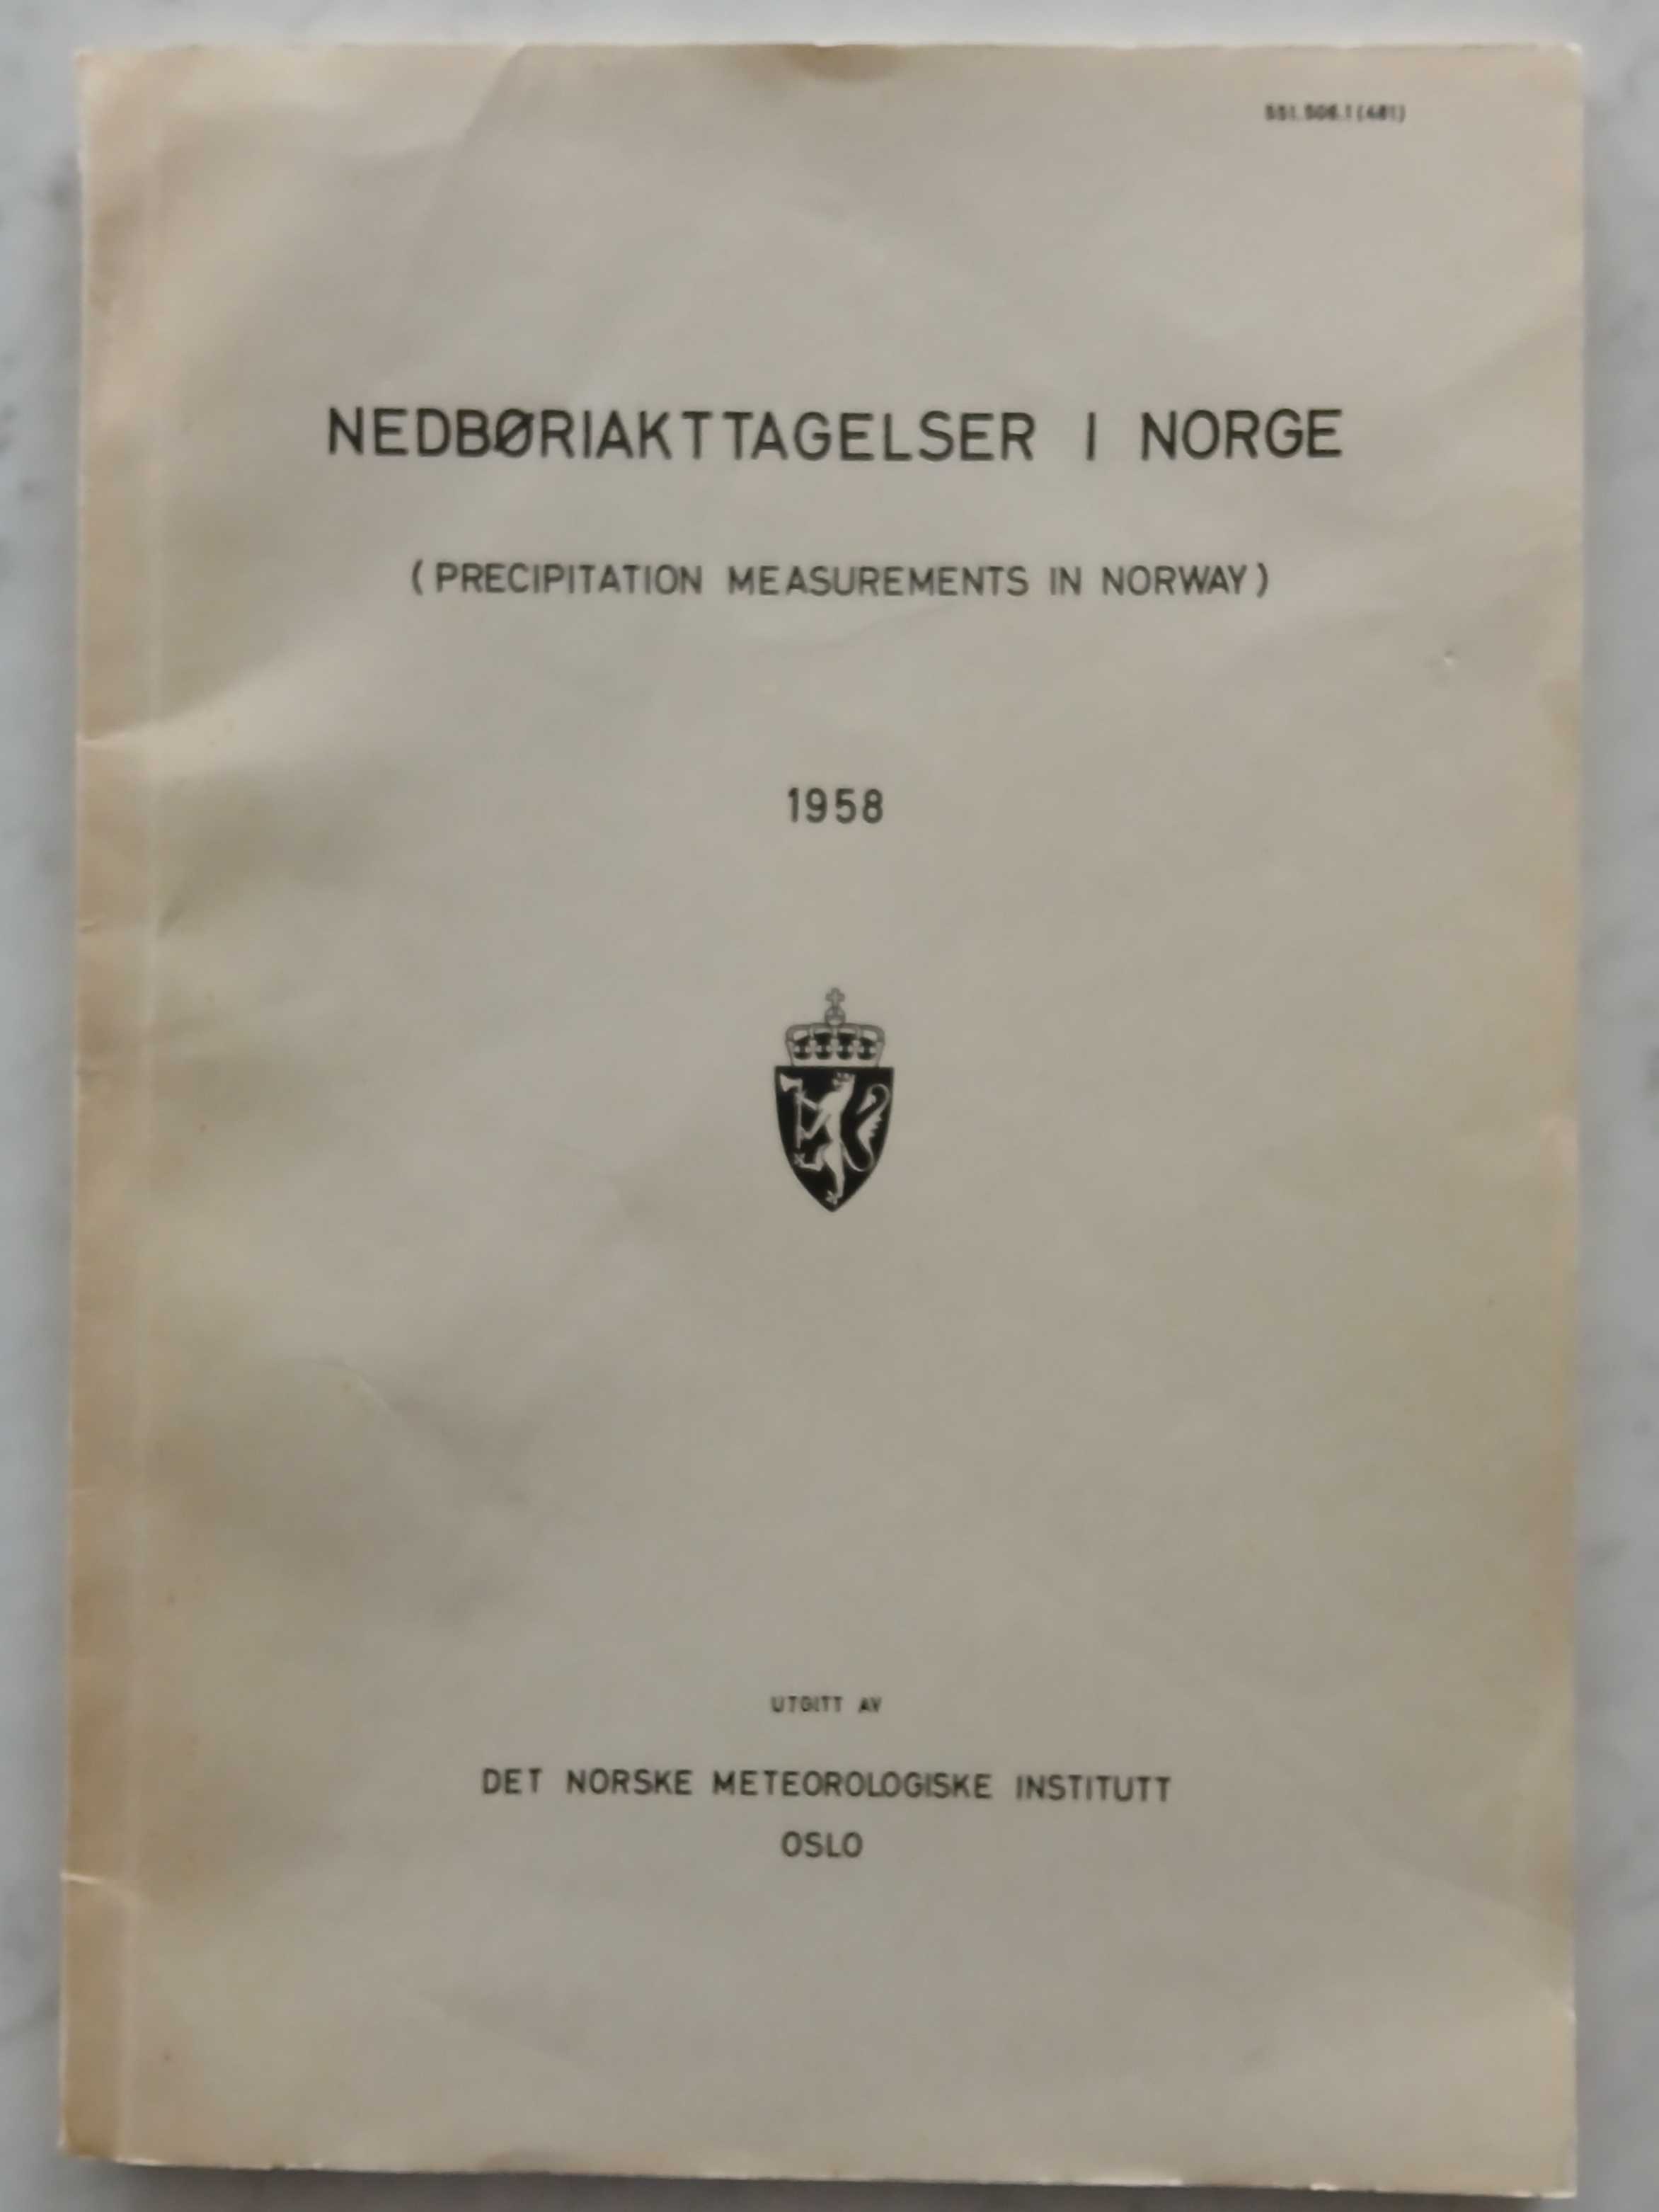 551.506.1(481)
NEDBØRIAKTTAGELSER I NORGE
(PRECIPITATION MEASUREMENTS IN NORWAY)
1958
UTGITT AV
DET NORSKE METEOROLOGISKE INSTITUTT
OSLO